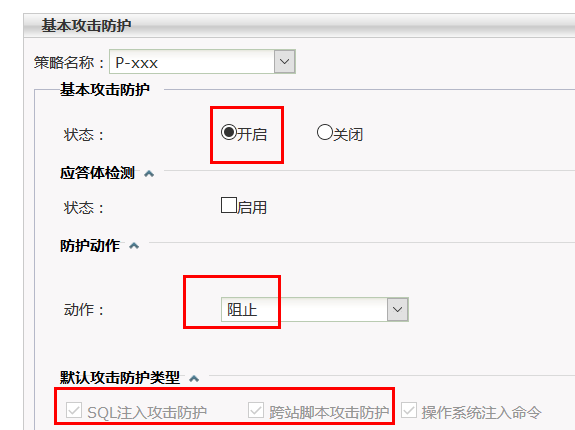 基本攻击防护
策略名称： P-xxx
基本攻击防护
状态： 开启 关闭
应答体检测
状态： 启用
防护动作
动作： 阻止
默认攻击防护类型
SQL注入攻击防护 跨站脚本攻击防护 操作系统注入命令